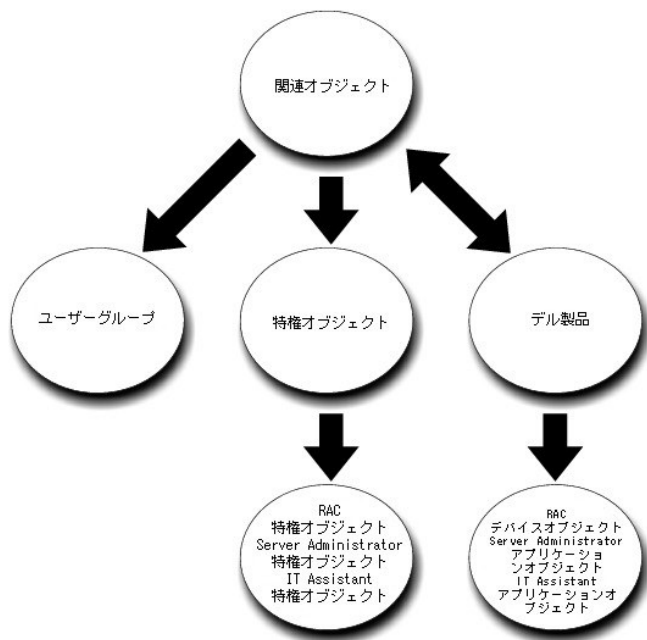 関連オブジェクト
ユーザーグループ
特権オブジェクト
デル製品
RAC
特権オブジェクト
Server Administrator
特権オブジェクト
IT Assistant
特権オブジェクト
RAC
デバイスオブジェクト
Server Administrator
アプリケーショ
ンオブジェクト
IT Assistant
アプリケーションオ
ブジェクト